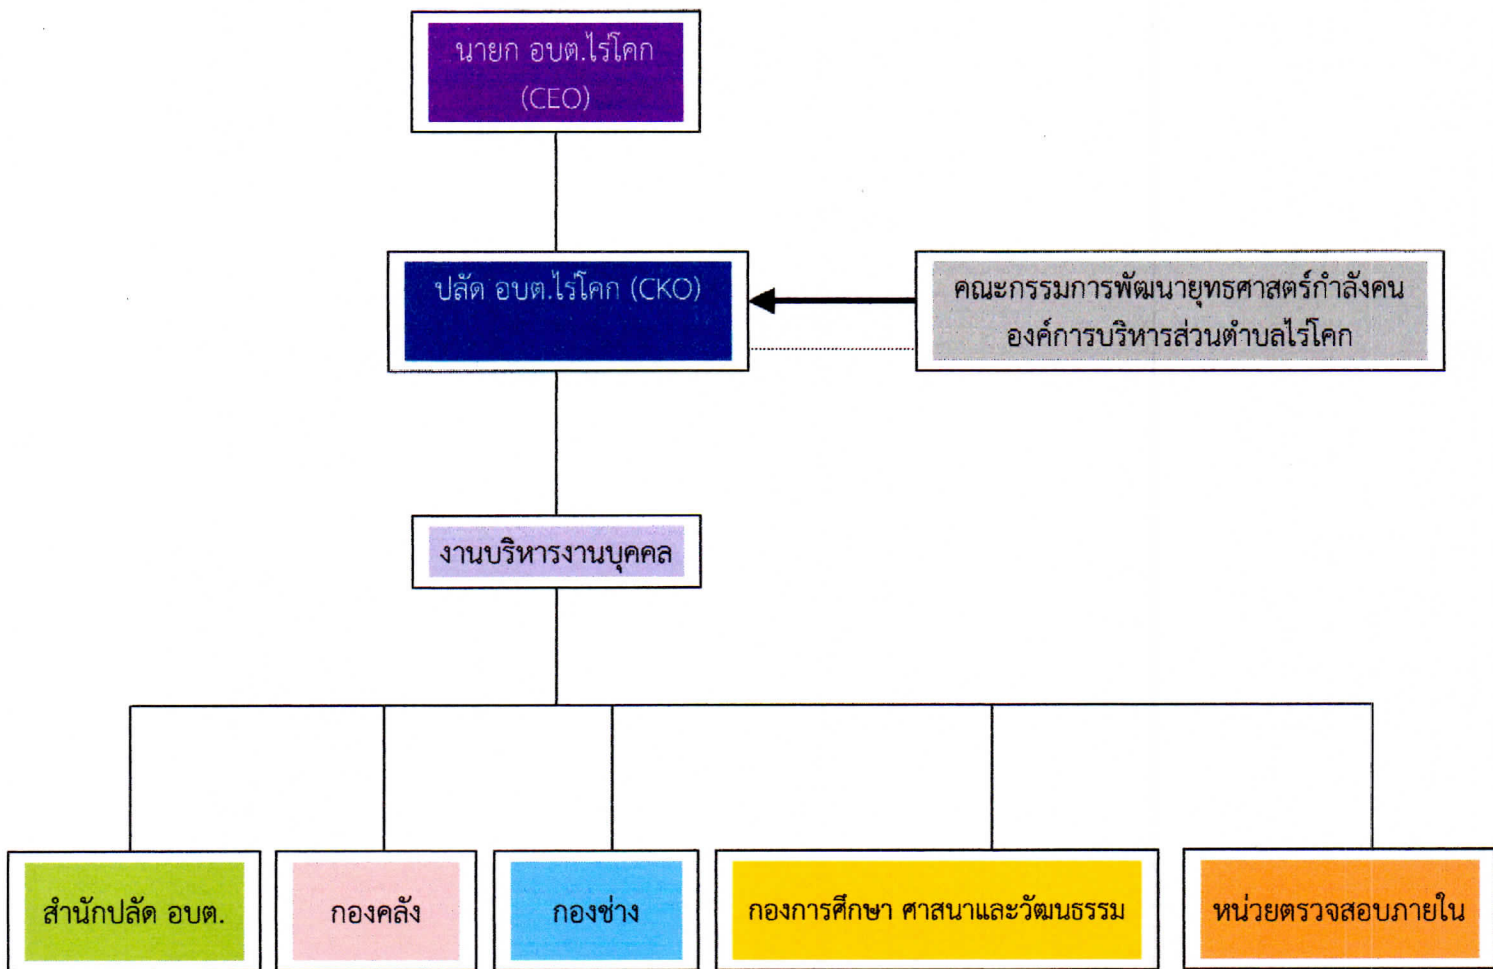 นายก อบต.ไร่โคก
(CEO)
ปลัด อบต.ไร่โคก (CKO)
คณะกรรมการพัฒนายุทธศาสตร์กำลังคน
องค์การบริหารส่วนตำบลไร่โคก
งานบริหารงานบุคคล
สำนักปลัด อบต.
กองคลัง
กองช่าง
กองการศึกษา ศาสนาและวัฒนธรรม
หน่วยตรวจสอบภายใน